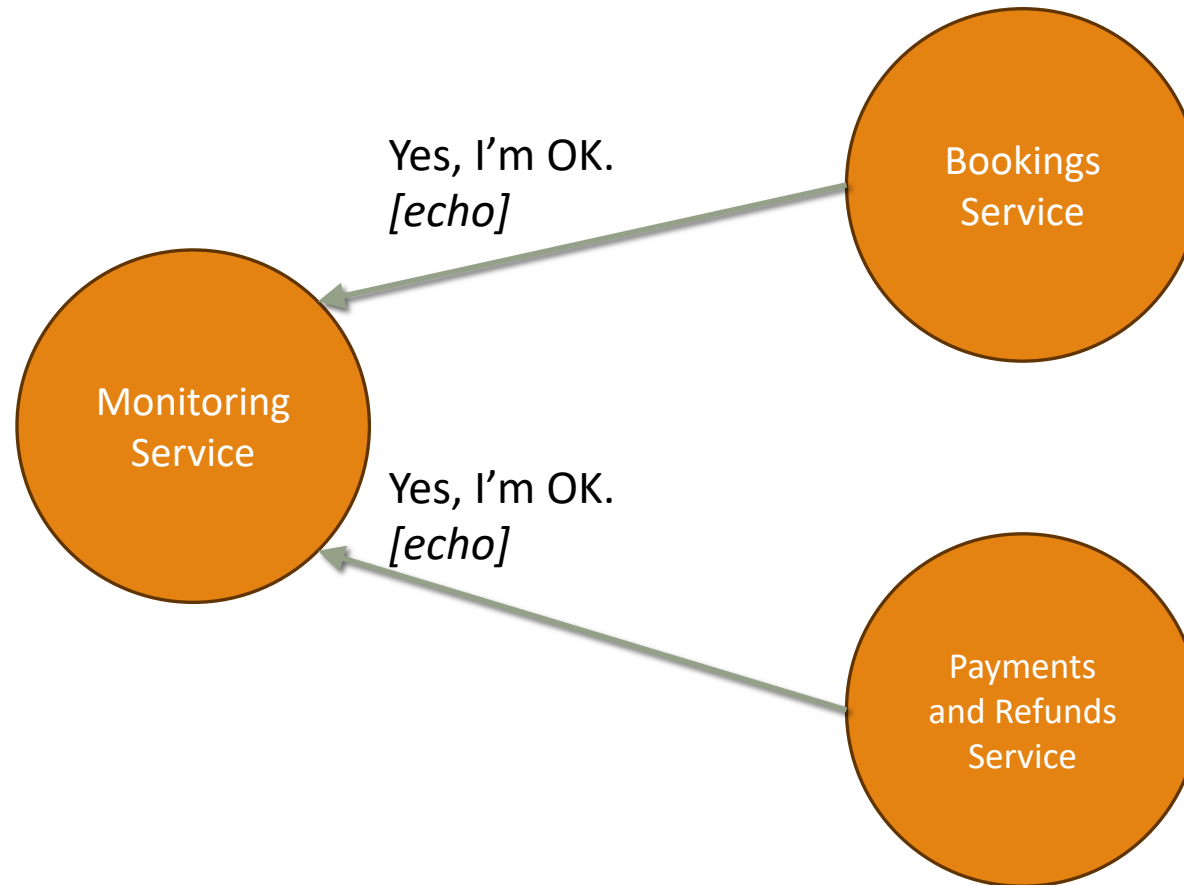 Yes, I’m OK.
[echo]
Bookings
Service
Monitoring
Service
Yes, I’m OK.
[echo]
Payments
and Refunds
Service